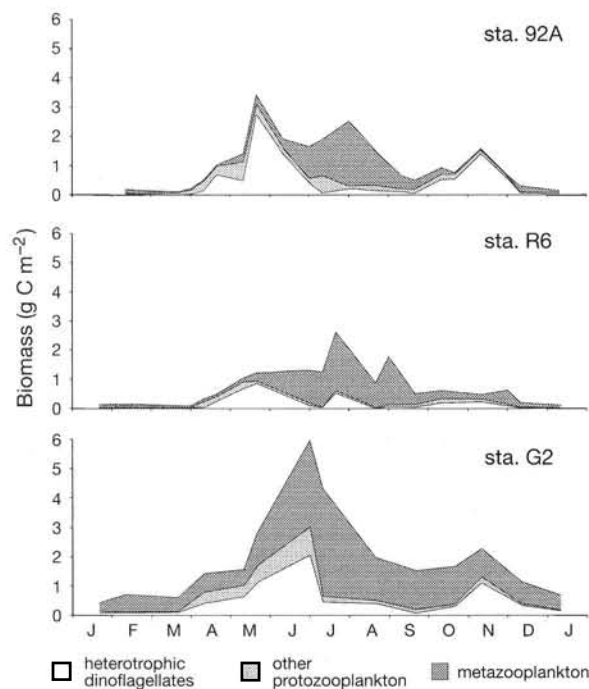 6
5
4
3
2
1
0
sta. 92A
6
5
4
3
2
1
0
sta. R6
Biomass (g C m⁻²)
6
5
4
3
2
1
0
sta. G2
J F M A M J J A S O N D J
heterotrophic
dinoflagellates
other
protozooplankton
metazooplankton